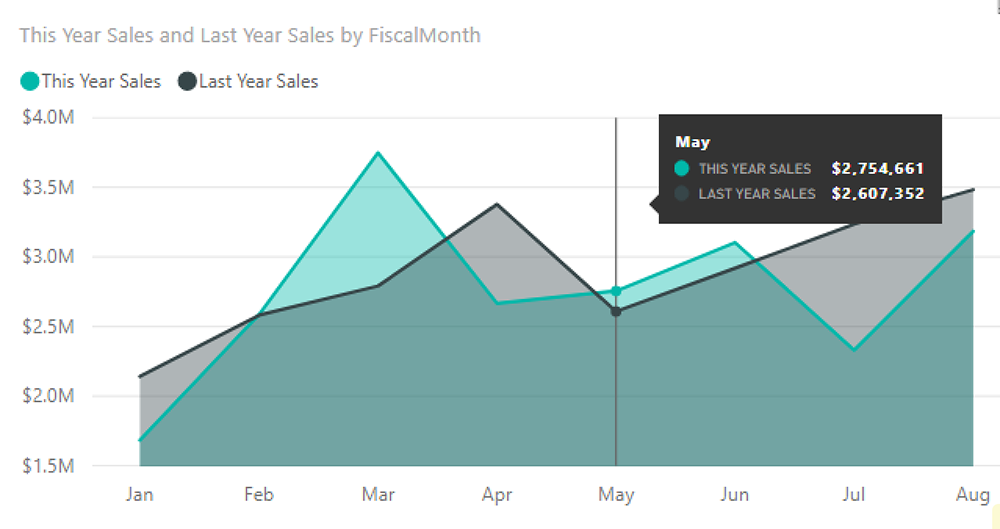 This Year Sales and Last Year Sales by FiscalMonth
This Year Sales Last Year Sales
$4.0M
$3.5M
$3.0M
$2.5M
$2.0M
$1.5M
May
THIS YEAR SALES $2,754,661
LAST YEAR SALES $2,607,352
Jan Feb Mar Apr May Jun Jul Aug